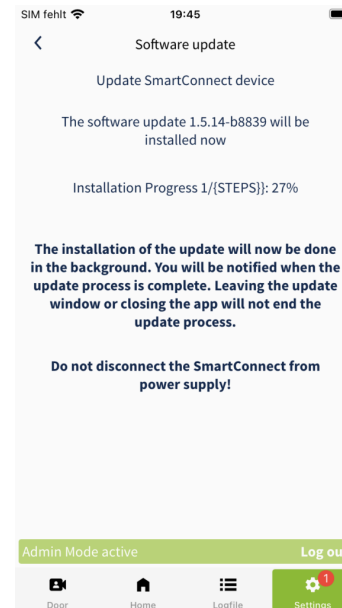 SIM fehlt 19:45
Software update
Update SmartConnect device
The software update 1.5.14-b8839 will be
installed now
Installation Progress 1/{STEPS}}: 27%
The installation of the update will now be done
in the background. You will be notified when the
update process is complete. Leaving the update
window or closing the app will not end the
update process.
Do not disconnect the SmartConnect from
power supply!
Admin Mode active Log ou
1
Door Home Logfile Settings